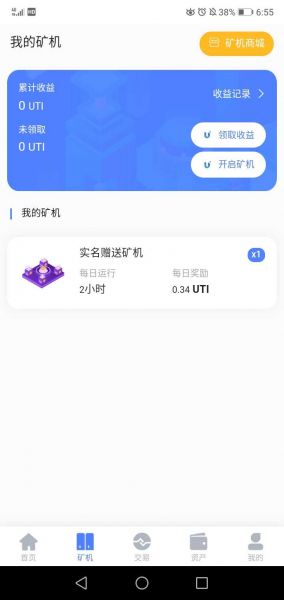 HD 38% 6:55
我的矿机
矿机商城
累计收益
0 UTI
收益记录
未领取
0 UTI
领取收益
开启矿机
我的矿机
实名赠送矿机
x1
每日运行 每日奖励
2小时 0.34 UTI
首页 矿机 交易 资产 我的